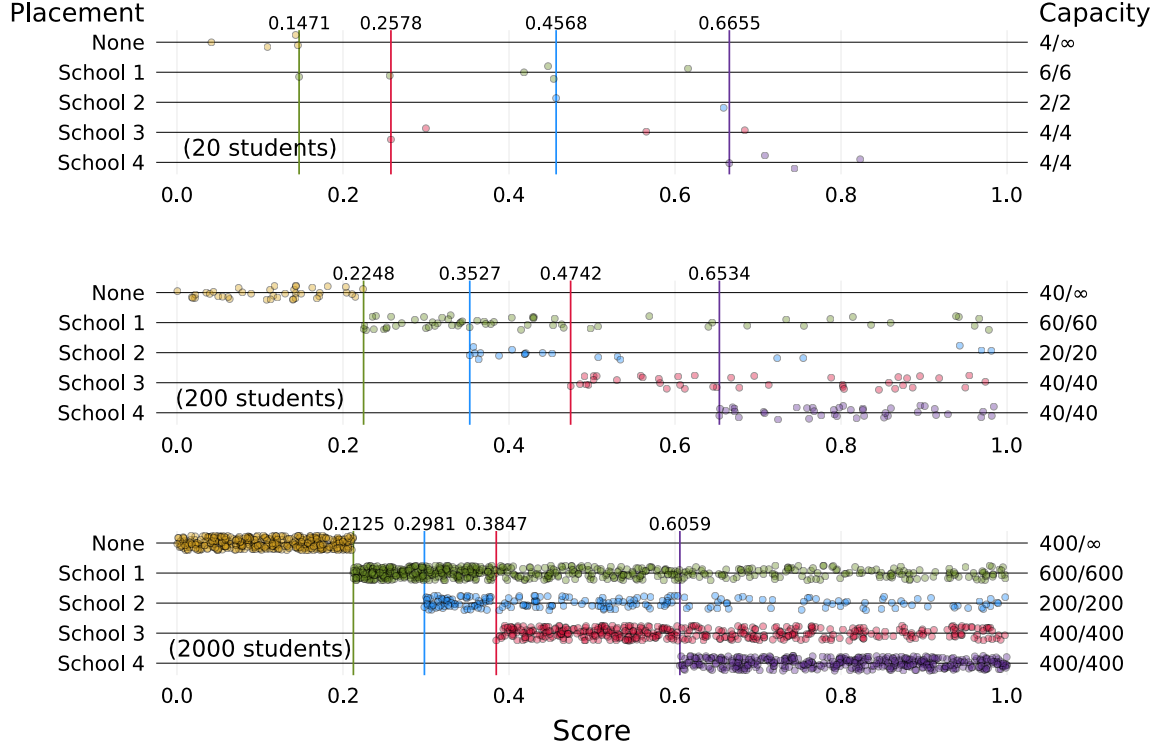 Placement Capacity
0.1471 0.2578 0.4568 0.6655
None 4/∞
School 1 6/6
School 2 2/2
School 3 4/4
(20 students)
School 4 4/4
0.0 0.2 0.4 0.6 0.8 1.0
0.2248 0.3527 0.4742 0.6534
None 40/∞
School 1 60/60
School 2 20/20
School 3 40/40
(200 students)
School 4 40/40
0.0 0.2 0.4 0.6 0.8 1.0
0.2125 0.2981 0.3847 0.6059
None 400/∞
School 1 600/600
School 2 200/200
School 3 400/400
(2000 students)
School 4 400/400
0.0 0.2 0.4 0.6 0.8 1.0
Score